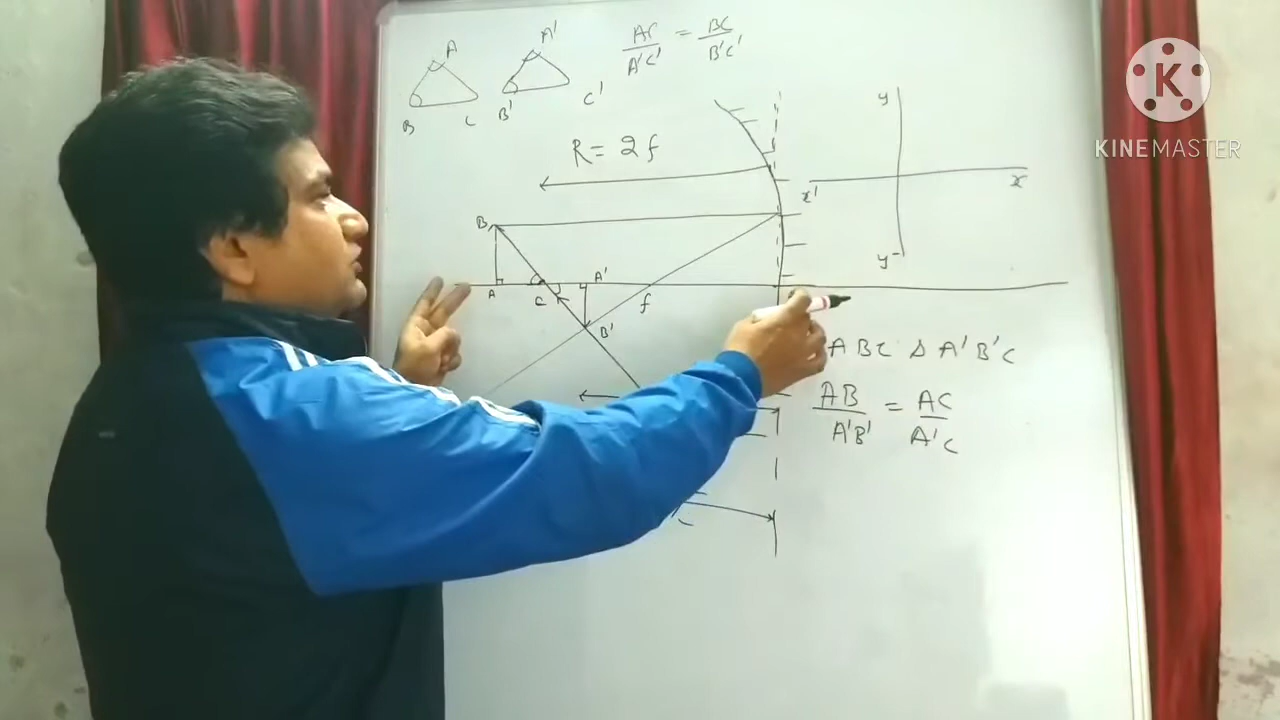 A A' AC/A'C' = BC/B'C'
B C B' C'
R = 2f
y
x' x
B
A C A' f
y-
B'
ABC Δ A'B'C
AB/A'B' = AC/A'C
K
KINEMASTER